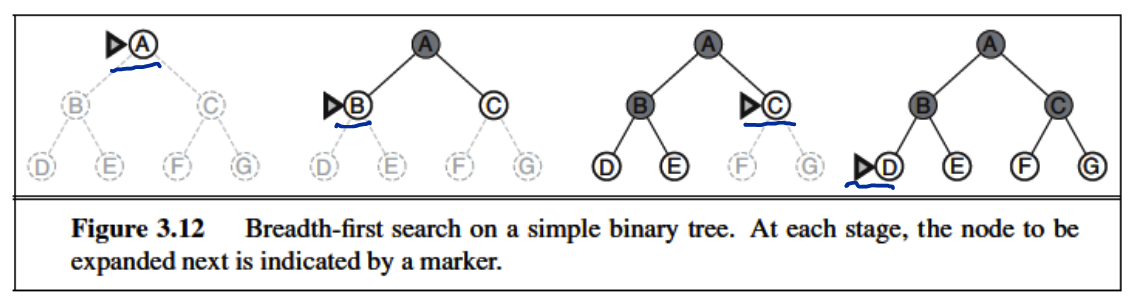 A A A A
B C B C B C B C
D E F G D E F G D E F G D E F G
Figure 3.12 Breadth-first search on a simple binary tree. At each stage, the node to be
expanded next is indicated by a marker.